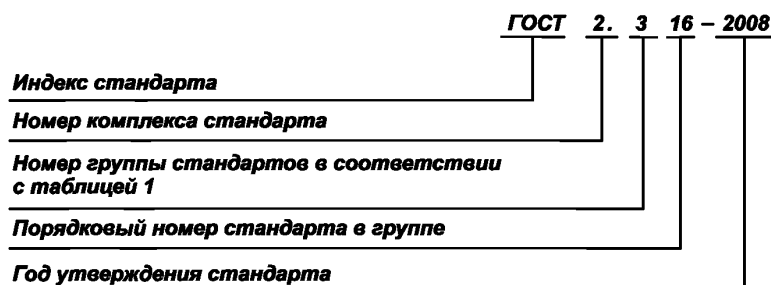 ГОСТ 2. 3 16 – 2008
Индекс стандарта
Номер комплекса стандарта
Номер группы стандартов в соответствии
с таблицей 1
Порядковый номер стандарта в группе
Год утверждения стандарта